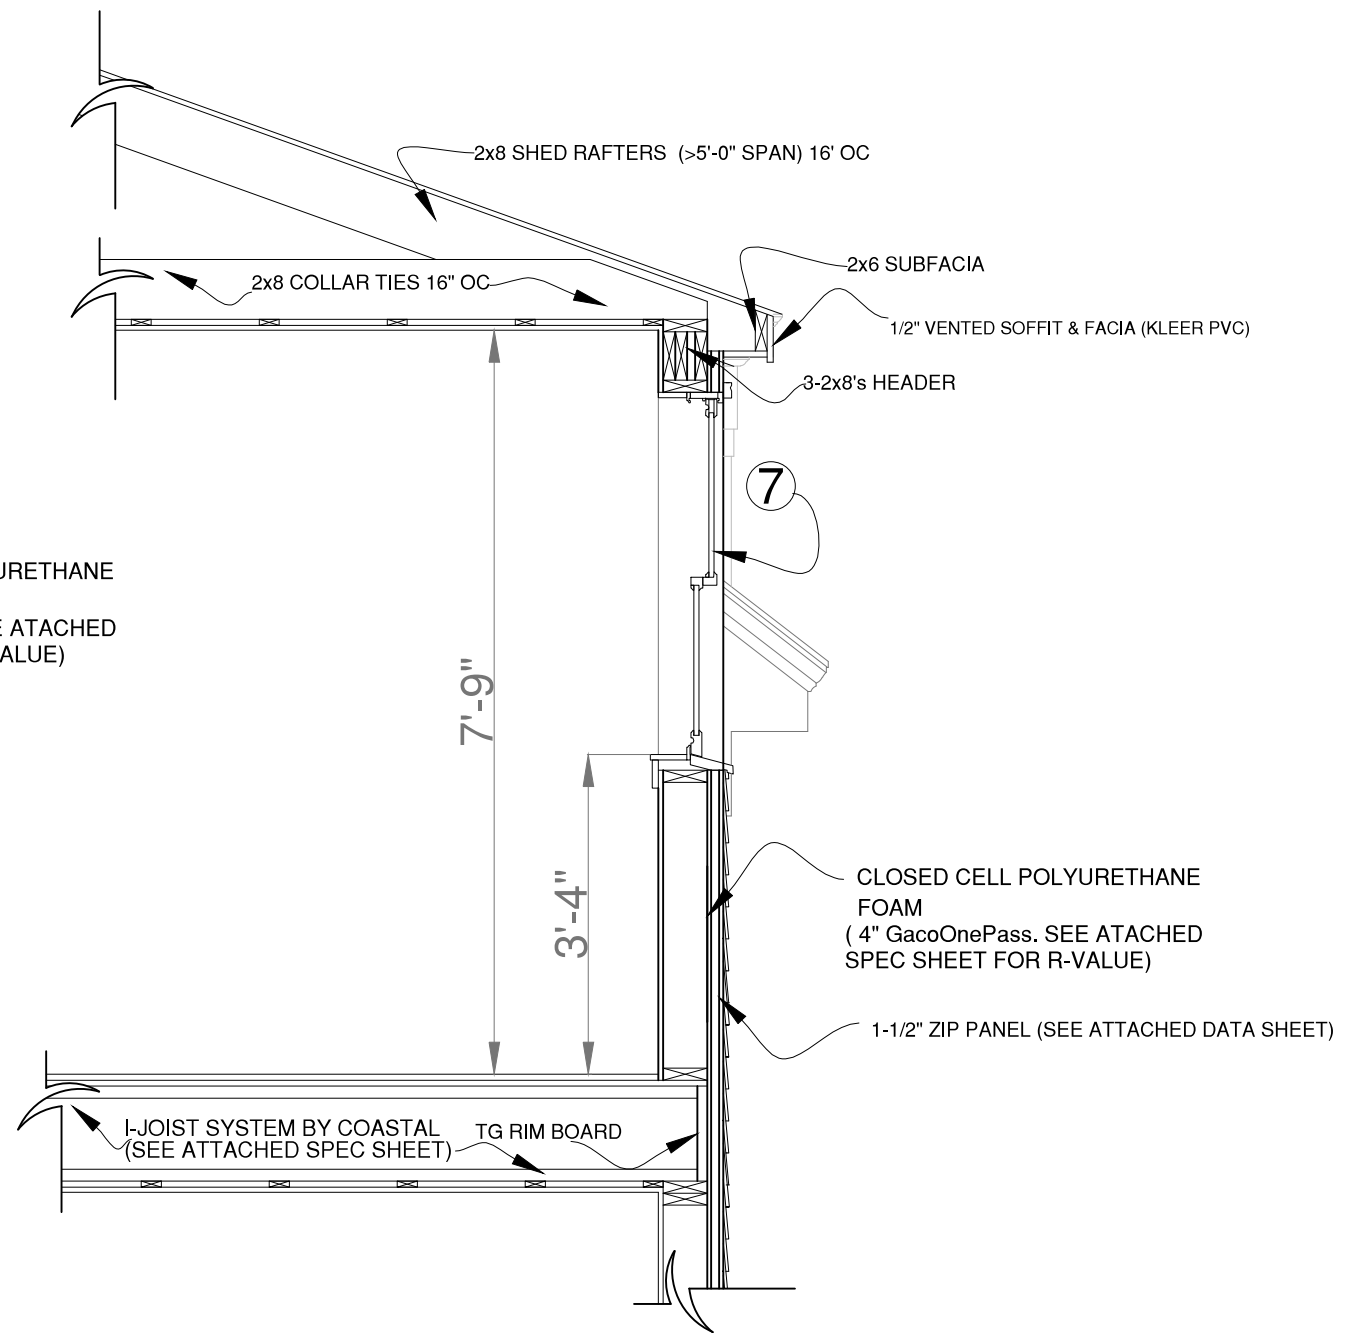 2x8 SHED RAFTERS (>5'-0" SPAN) 16' OC
2x6 SUBFACIA
2x8 COLLAR TIES 16" OC
1/2" VENTED SOFFIT & FACIA (KLEER PVC)
3-2x8's HEADER
7
URETHANE
E ATACHED
ALUE)
7'-9"
3'-4"
CLOSED CELL POLYURETHANE
FOAM
( 4" GacoOnePass. SEE ATACHED
SPEC SHEET FOR R-VALUE)
1-1/2" ZIP PANEL (SEE ATTACHED DATA SHEET)
I-JOIST SYSTEM BY COASTAL
(SEE ATTACHED SPEC SHEET)
TG RIM BOARD